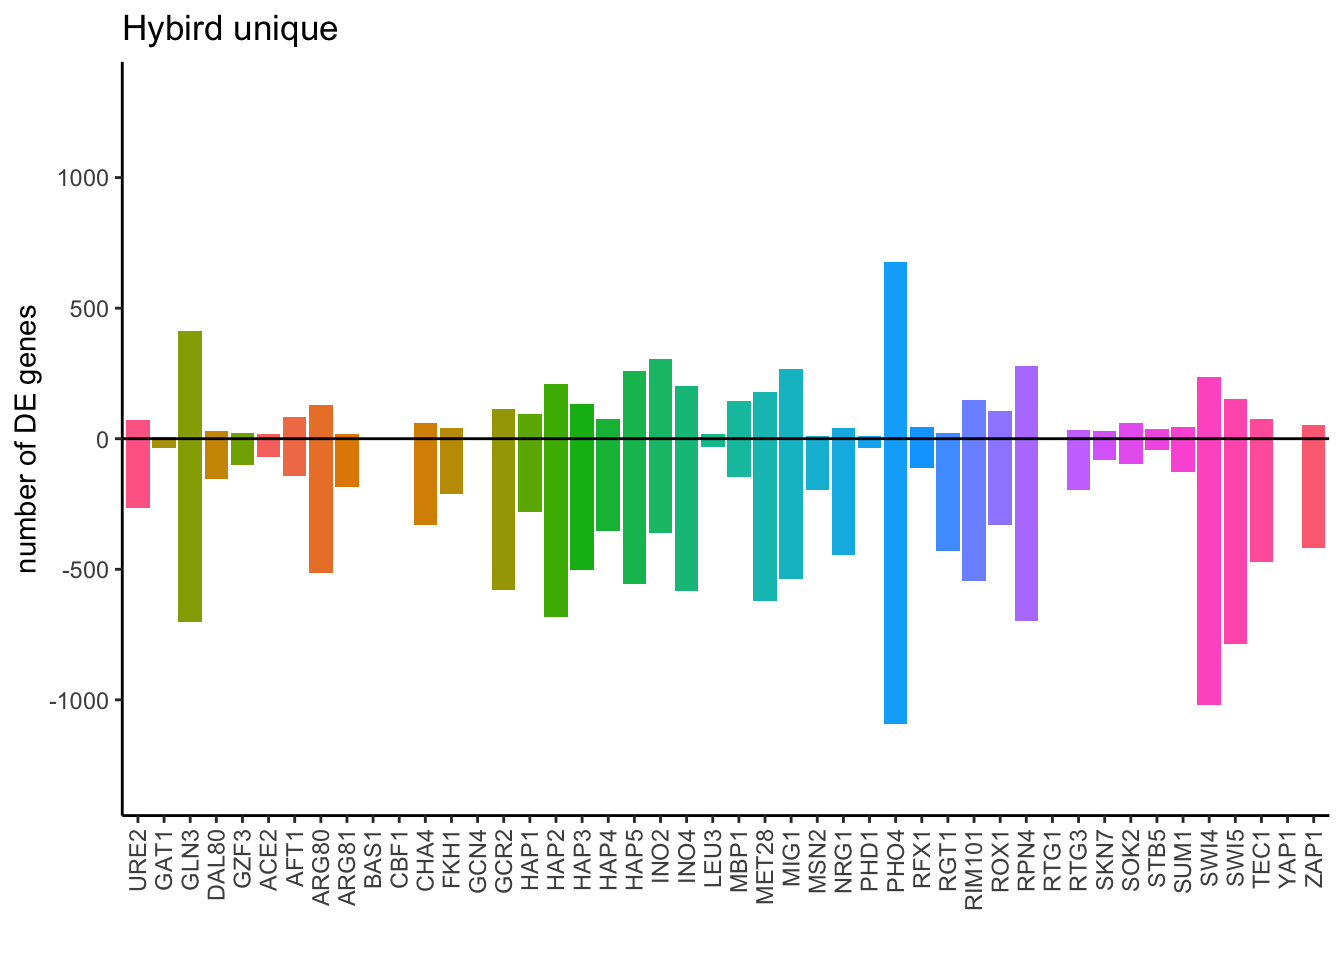 Hybird unique
number of DE genes
1000
500
0
-500
-1000
URE2
GAT1
GLN3
DAL80
GZF3
ACE2
AFT1
ARG80
ARG81
BAS1
CBF1
CHA4
FKH1
GCN4
GCR2
HAP1
HAP2
HAP3
HAP4
HAP5
INO2
INO4
LEU3
MBP1
MET28
MIG1
MSN2
NRG1
PHD1
PHO4
RFX1
RGT1
RIM101
ROX1
RPN4
RTG1
RTG3
SKN7
SOK2
STB5
SUM1
SWI4
SWI5
TEC1
YAP1
ZAP1